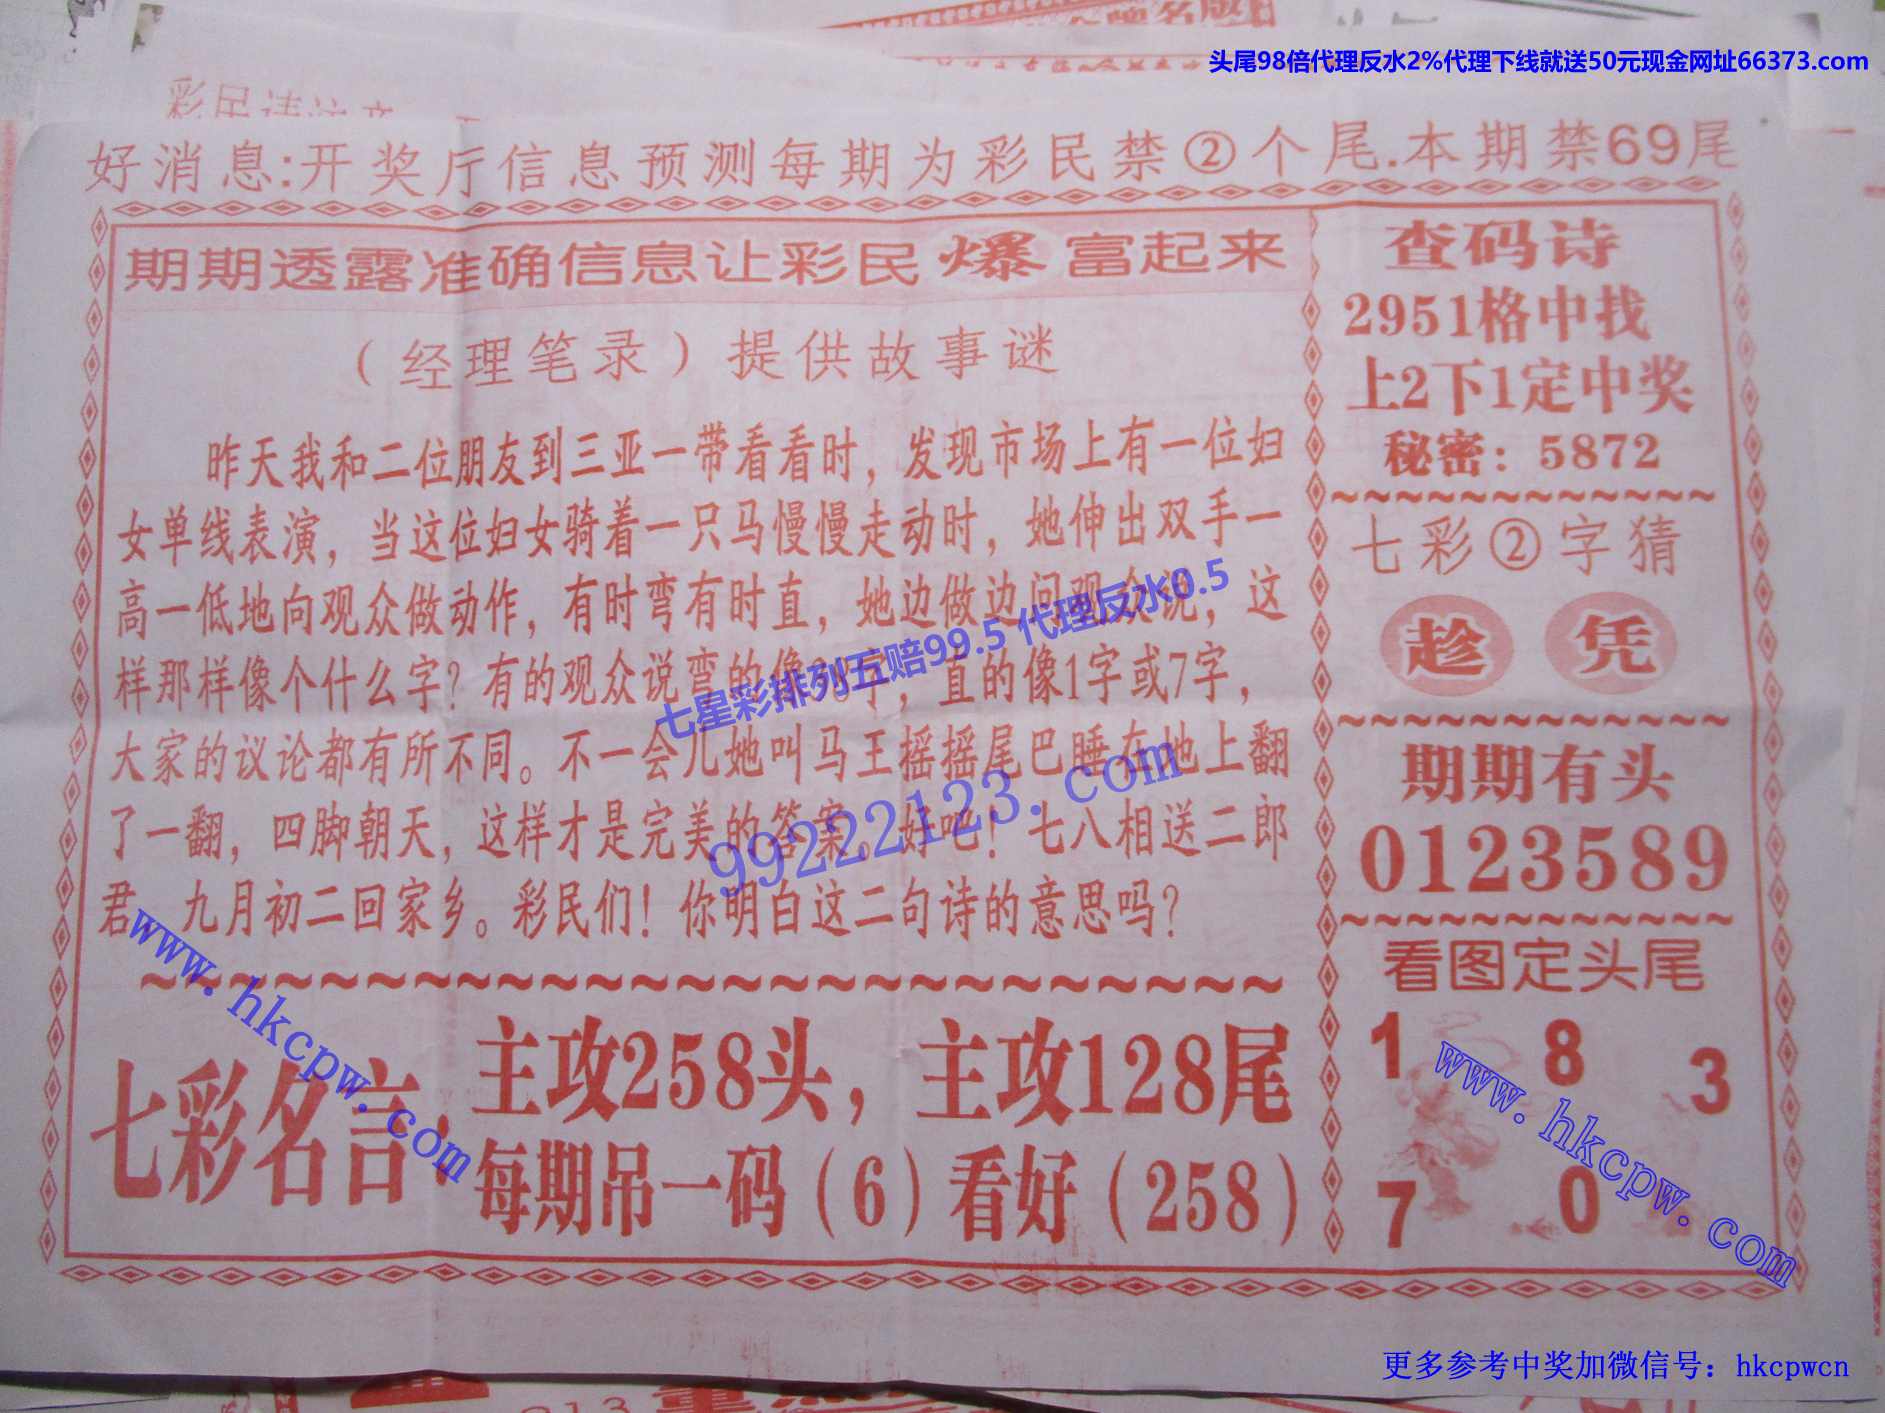 头尾98倍代理反水2%代理下线就送50元现金网址66373.com
彩民请注意
好消息:开奖厅信息预测每期为彩民禁②个尾.本期禁69尾
期期透露准确信息让彩民爆富起来
（经理笔录）提供故事谜
昨天我和二位朋友到三亚一带看看时，发现市场上有一位妇
女单线表演，当这位妇女骑着一只马慢慢走动时，她伸出双手一
高一低地向观众做动作，有时弯有时直，她边做边问观众说，这
样那样像个什么字？有的观众说弯的像 字，直的像1字或7字，
大家的议论都有所不同。不一会儿她叫马王摇摇尾巴睡在地上翻
了一翻，四脚朝天，这样才是完美的答案，好吧！七八相送二郎
君，九月初二回家乡。彩民们！你明白这二句诗的意思吗？
七彩名言:
主攻258头，主攻128尾
每期吊一码（6）看好（258）
查码诗
2951格中找
上2下1定中奖
秘密：5872
七彩②字猜
趁 凭
期期有头
0123589
看图定头尾
1 8 3
7 0
七星彩排列五赔99.5 代理反水0.5
99222123.com
www.hkcpw.com
www.hkcpw.com
更多参考中奖加微信号：hkcpwcn